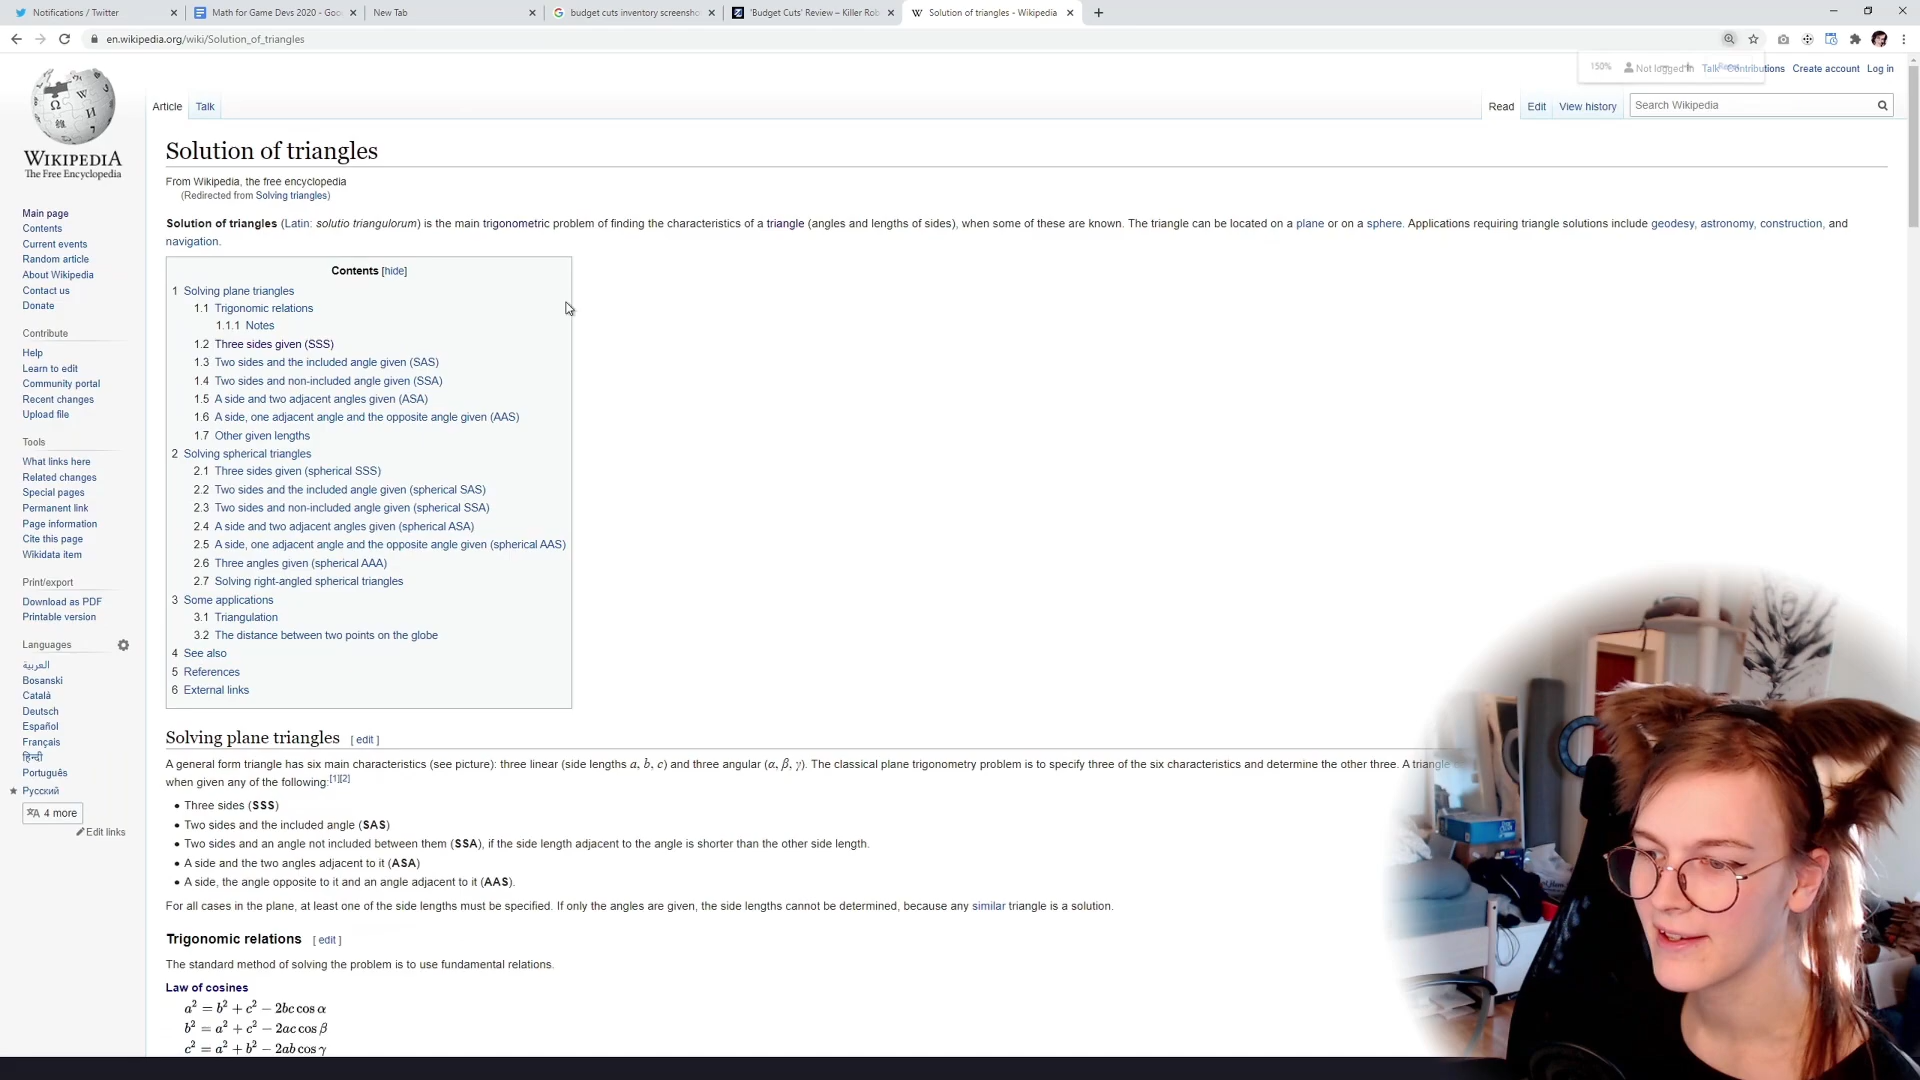 Notifications / Twitter
Math for Game Devs 2020 - Goo
New Tab
budget cuts inventory screensho
'Budget Cuts' Review – Killer Rob
Solution of triangles - Wikipedia
en.wikipedia.org/wiki/Solution_of_triangles
150%
Not logged in Talk Contributions Create account Log in
WIKIPEDIA
The Free Encyclopedia
Article Talk
Read Edit View history
Search Wikipedia
Main page
Contents
Current events
Random article
About Wikipedia
Contact us
Donate
Contribute
Help
Learn to edit
Community portal
Recent changes
Upload file
Tools
What links here
Related changes
Special pages
Permanent link
Page information
Cite this page
Wikidata item
Print/export
Download as PDF
Printable version
Languages
العربية
Bosanski
Català
Deutsch
Español
Français
हिन्दी
Português
Русский
4 more
Edit links
Solution of triangles
From Wikipedia, the free encyclopedia
(Redirected from Solving triangles)
Solution of triangles (Latin: solutio triangulorum) is the main trigonometric problem of finding the characteristics of a triangle (angles and lengths of sides), when some of these are known. The triangle can be located on a plane or on a sphere. Applications requiring triangle solutions include geodesy, astronomy, construction, and
navigation.
Contents [hide]
1 Solving plane triangles
1.1 Trigonomic relations
1.1.1 Notes
1.2 Three sides given (SSS)
1.3 Two sides and the included angle given (SAS)
1.4 Two sides and non-included angle given (SSA)
1.5 A side and two adjacent angles given (ASA)
1.6 A side, one adjacent angle and the opposite angle given (AAS)
1.7 Other given lengths
2 Solving spherical triangles
2.1 Three sides given (spherical SSS)
2.2 Two sides and the included angle given (spherical SAS)
2.3 Two sides and non-included angle given (spherical SSA)
2.4 A side and two adjacent angles given (spherical ASA)
2.5 A side, one adjacent angle and the opposite angle given (spherical AAS)
2.6 Three angles given (spherical AAA)
2.7 Solving right-angled spherical triangles
3 Some applications
3.1 Triangulation
3.2 The distance between two points on the globe
4 See also
5 References
6 External links
Solving plane triangles [ edit ]
A general form triangle has six main characteristics (see picture): three linear (side lengths a, b, c) and three angular (α, β, γ). The classical plane trigonometry problem is to specify three of the six characteristics and determine the other three. A triangle
when given any of the following:[1][2]
• Three sides (SSS)
• Two sides and the included angle (SAS)
• Two sides and an angle not included between them (SSA), if the side length adjacent to the angle is shorter than the other side length.
• A side and the two angles adjacent to it (ASA)
• A side, the angle opposite to it and an angle adjacent to it (AAS).
For all cases in the plane, at least one of the side lengths must be specified. If only the angles are given, the side lengths cannot be determined, because any similar triangle is a solution.
Trigonomic relations [ edit ]
The standard method of solving the problem is to use fundamental relations.
Law of cosines
a² = b² + c² − 2bc cos α
b² = a² + c² − 2ac cos β
c² = a² + b² − 2ab cos γ